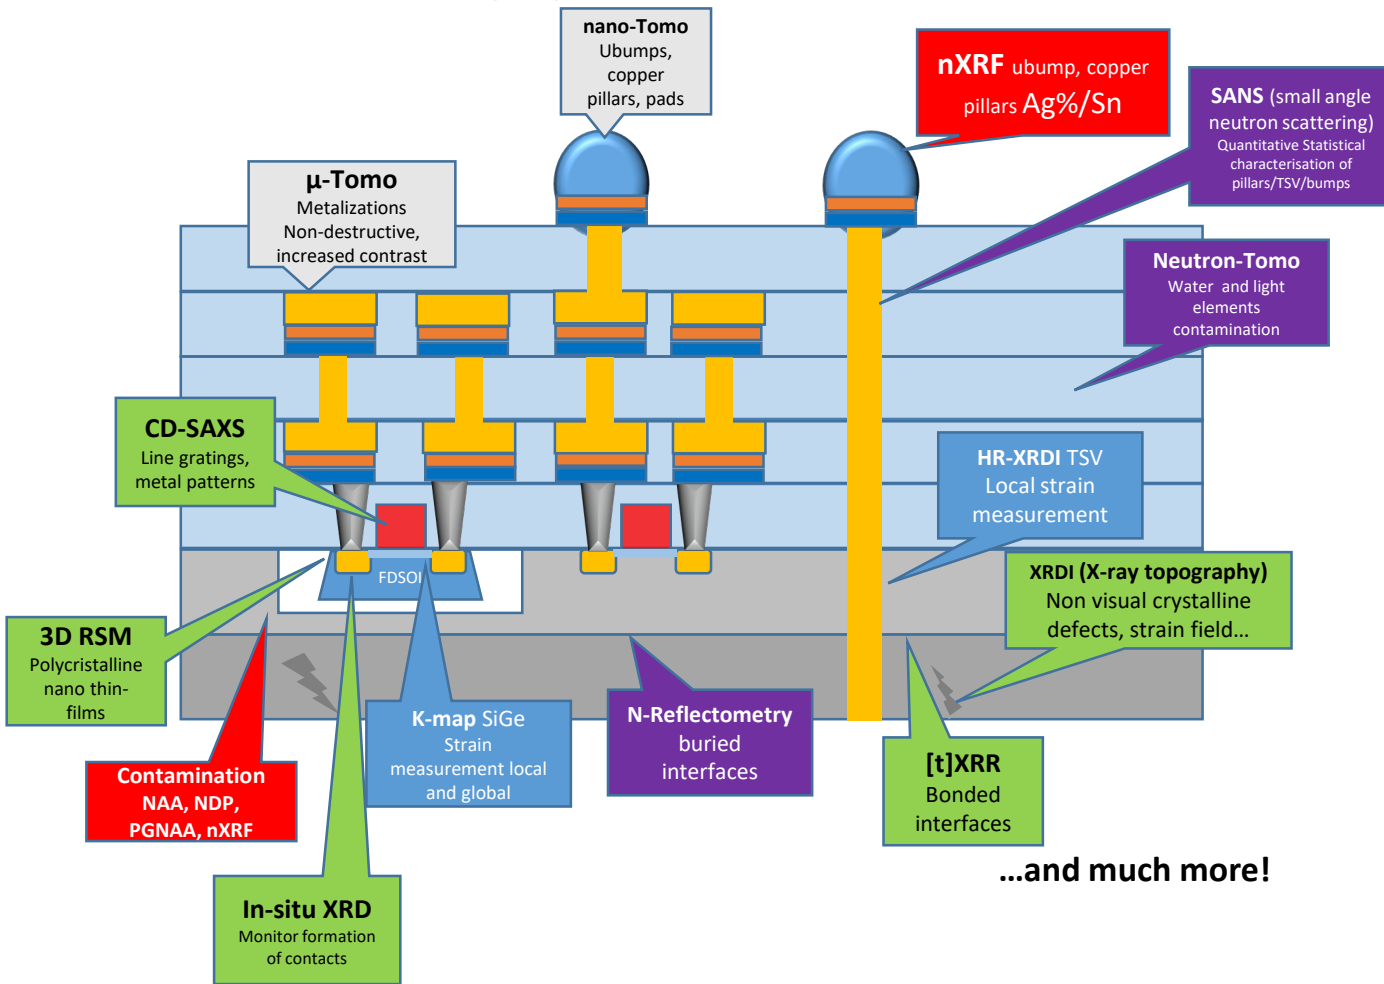 nano-Tomo
Ubumps,
copper
pillars, pads
nXRF ubump, copper
pillars Ag%/Sn
SANS (small angle
neutron scattering)
Quantitative Statistical
characterisation of
pillars/TSV/bumps
µ-Tomo
Metalizations
Non-destructive,
increased contrast
Neutron-Tomo
Water and light
elements
contamination
CD-SAXS
Line gratings,
metal patterns
HR-XRDI TSV
Local strain
measurement
FDSOI
XRDI (X-ray topography)
Non visual crystalline
defects, strain field...
3D RSM
Polycristalline
nano thin-
films
K-map SiGe
Strain
measurement local
and global
N-Reflectometry
buried
interfaces
[t]XRR
Bonded
interfaces
Contamination
NAA, NDP,
PGNAA, nXRF
...and much more!
In-situ XRD
Monitor formation
of contacts